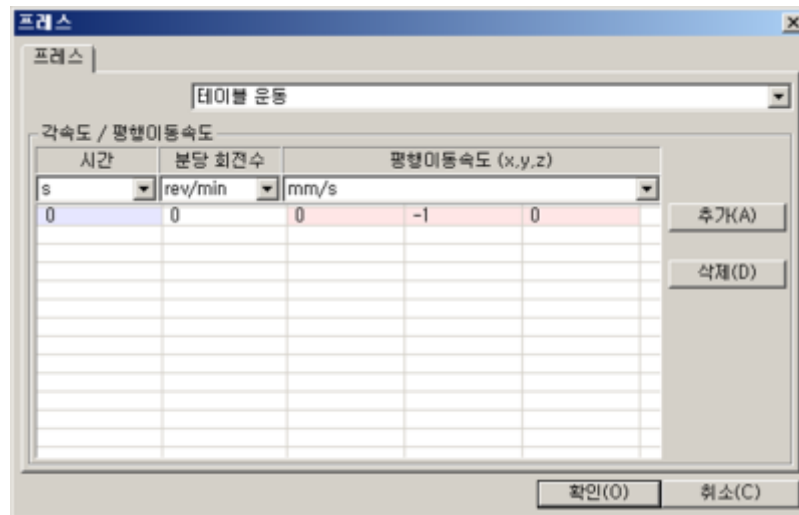 프레스
프레스
테이블 운동
각속도 / 평행이동속도
시간 분당 회전수 평행이동속도 (x,y,z)
s rev/min mm/s
0 0 0 -1 0
추가(A)
삭제(D)
확인(O) 취소(C)